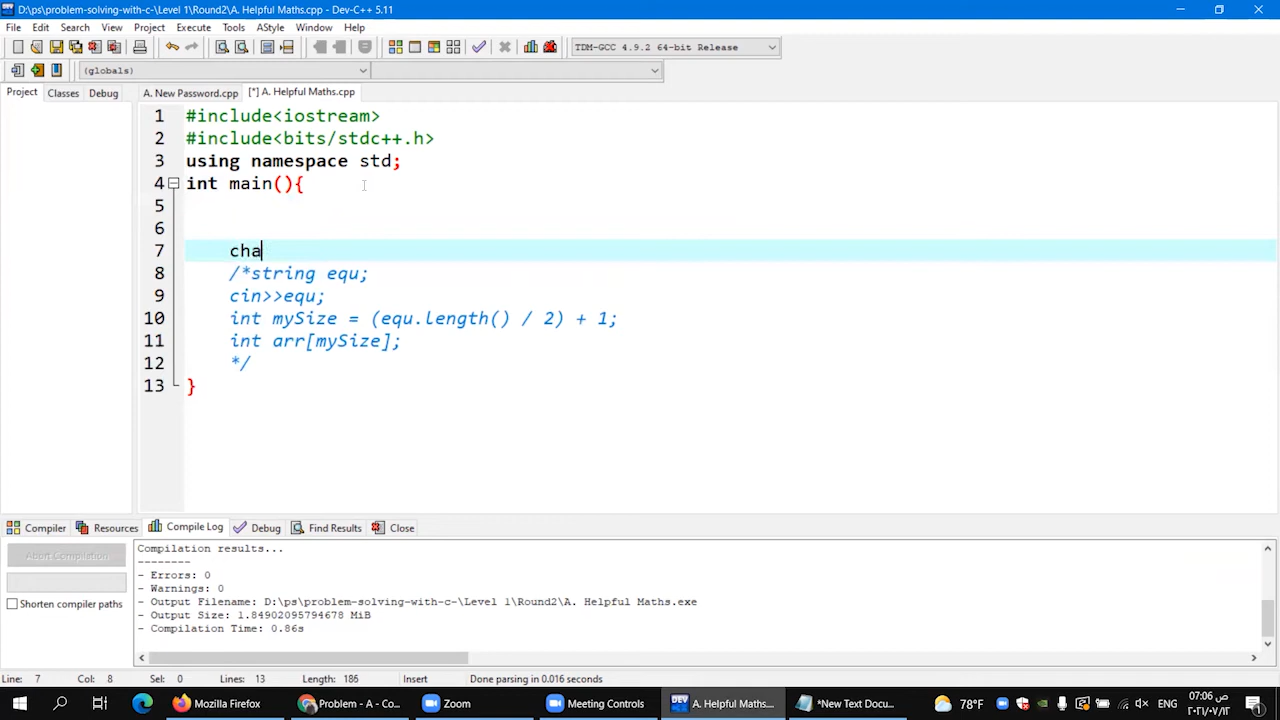 D:\ps\problem-solving-with-c-\Level 1\Round2\A. Helpful Maths.cpp - Dev-C++ 5.11
File Edit Search View Project Execute Tools AStyle Window Help
TDM-GCC 4.9.2 64-bit Release
(globals)
Project Classes Debug A. New Password.cpp [*] A. Helpful Maths.cpp
1 #include<iostream>
2 #include<bits/stdc++.h>
3 using namespace std;
4 int main(){
5
6
7 cha
8 /*string equ;
9 cin>>equ;
10 int mySize = (equ.length() / 2) + 1;
11 int arr[mySize];
12 */
13 }
Compiler Resources Compile Log Debug Find Results Close
Abort Compilation
Shorten compiler paths
Compilation results...
--------
- Errors: 0
- Warnings: 0
- Output Filename: D:\ps\problem-solving-with-c-\Level 1\Round2\A. Helpful Maths.exe
- Output Size: 1.84902095794678 MiB
- Compilation Time: 0.86s
Line: 7 Col: 8 Sel: 0 Lines: 13 Length: 186 Insert Done parsing in 0.016 seconds
Mozilla Firefox Problem - A - Co... Zoom Meeting Controls A. Helpful Maths... *New Text Docu... 78°F
07:06 ص